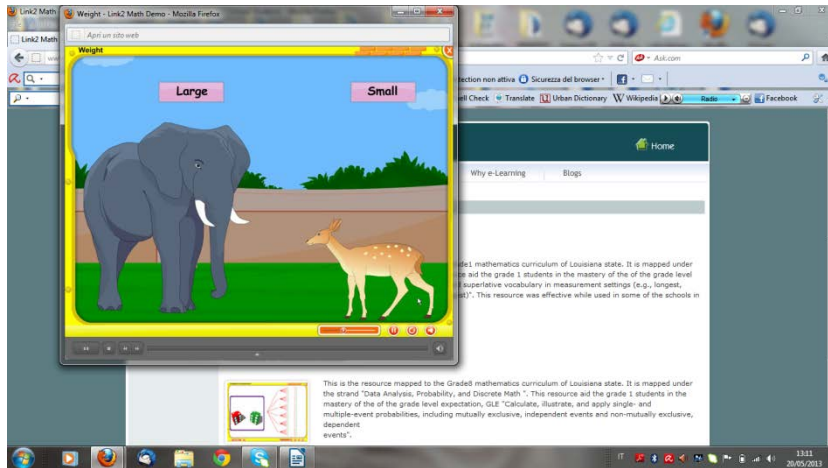 Link2 Math
Weight - Link2 Math Demo - Mozilla Firefox
Link2 Math
Apri un sito web
Ask.com
Weight
tection non attiva
Sicurezza del browser
ell Check
Translate
Urban Dictionary
Wikipedia
Radio
Facebook
Large
Small
Home
Why e-Learning
Blogs
de1 mathematics curriculum of Louisiana state. It is mapped under
ce aid the grade 1 students in the mastery of the of the grade level
superlative vocabulary in measurement settings (e.g., longest,
st)". This resource was effective while used in some of the schools in
This is the resource mapped to the Grade8 mathematics curriculum of Louisiana state. It is mapped under
the strand "Data Analysis, Probability, and Discrete Math ". This resource aid the grade 1 students in the
mastery of the of the grade level expectation, GLE "Calculate, illustrate, and apply single- and
multiple-event probabilities, including mutually exclusive, independent events and non-mutually exclusive,
dependent
events".
IT
13:11
20/05/2013